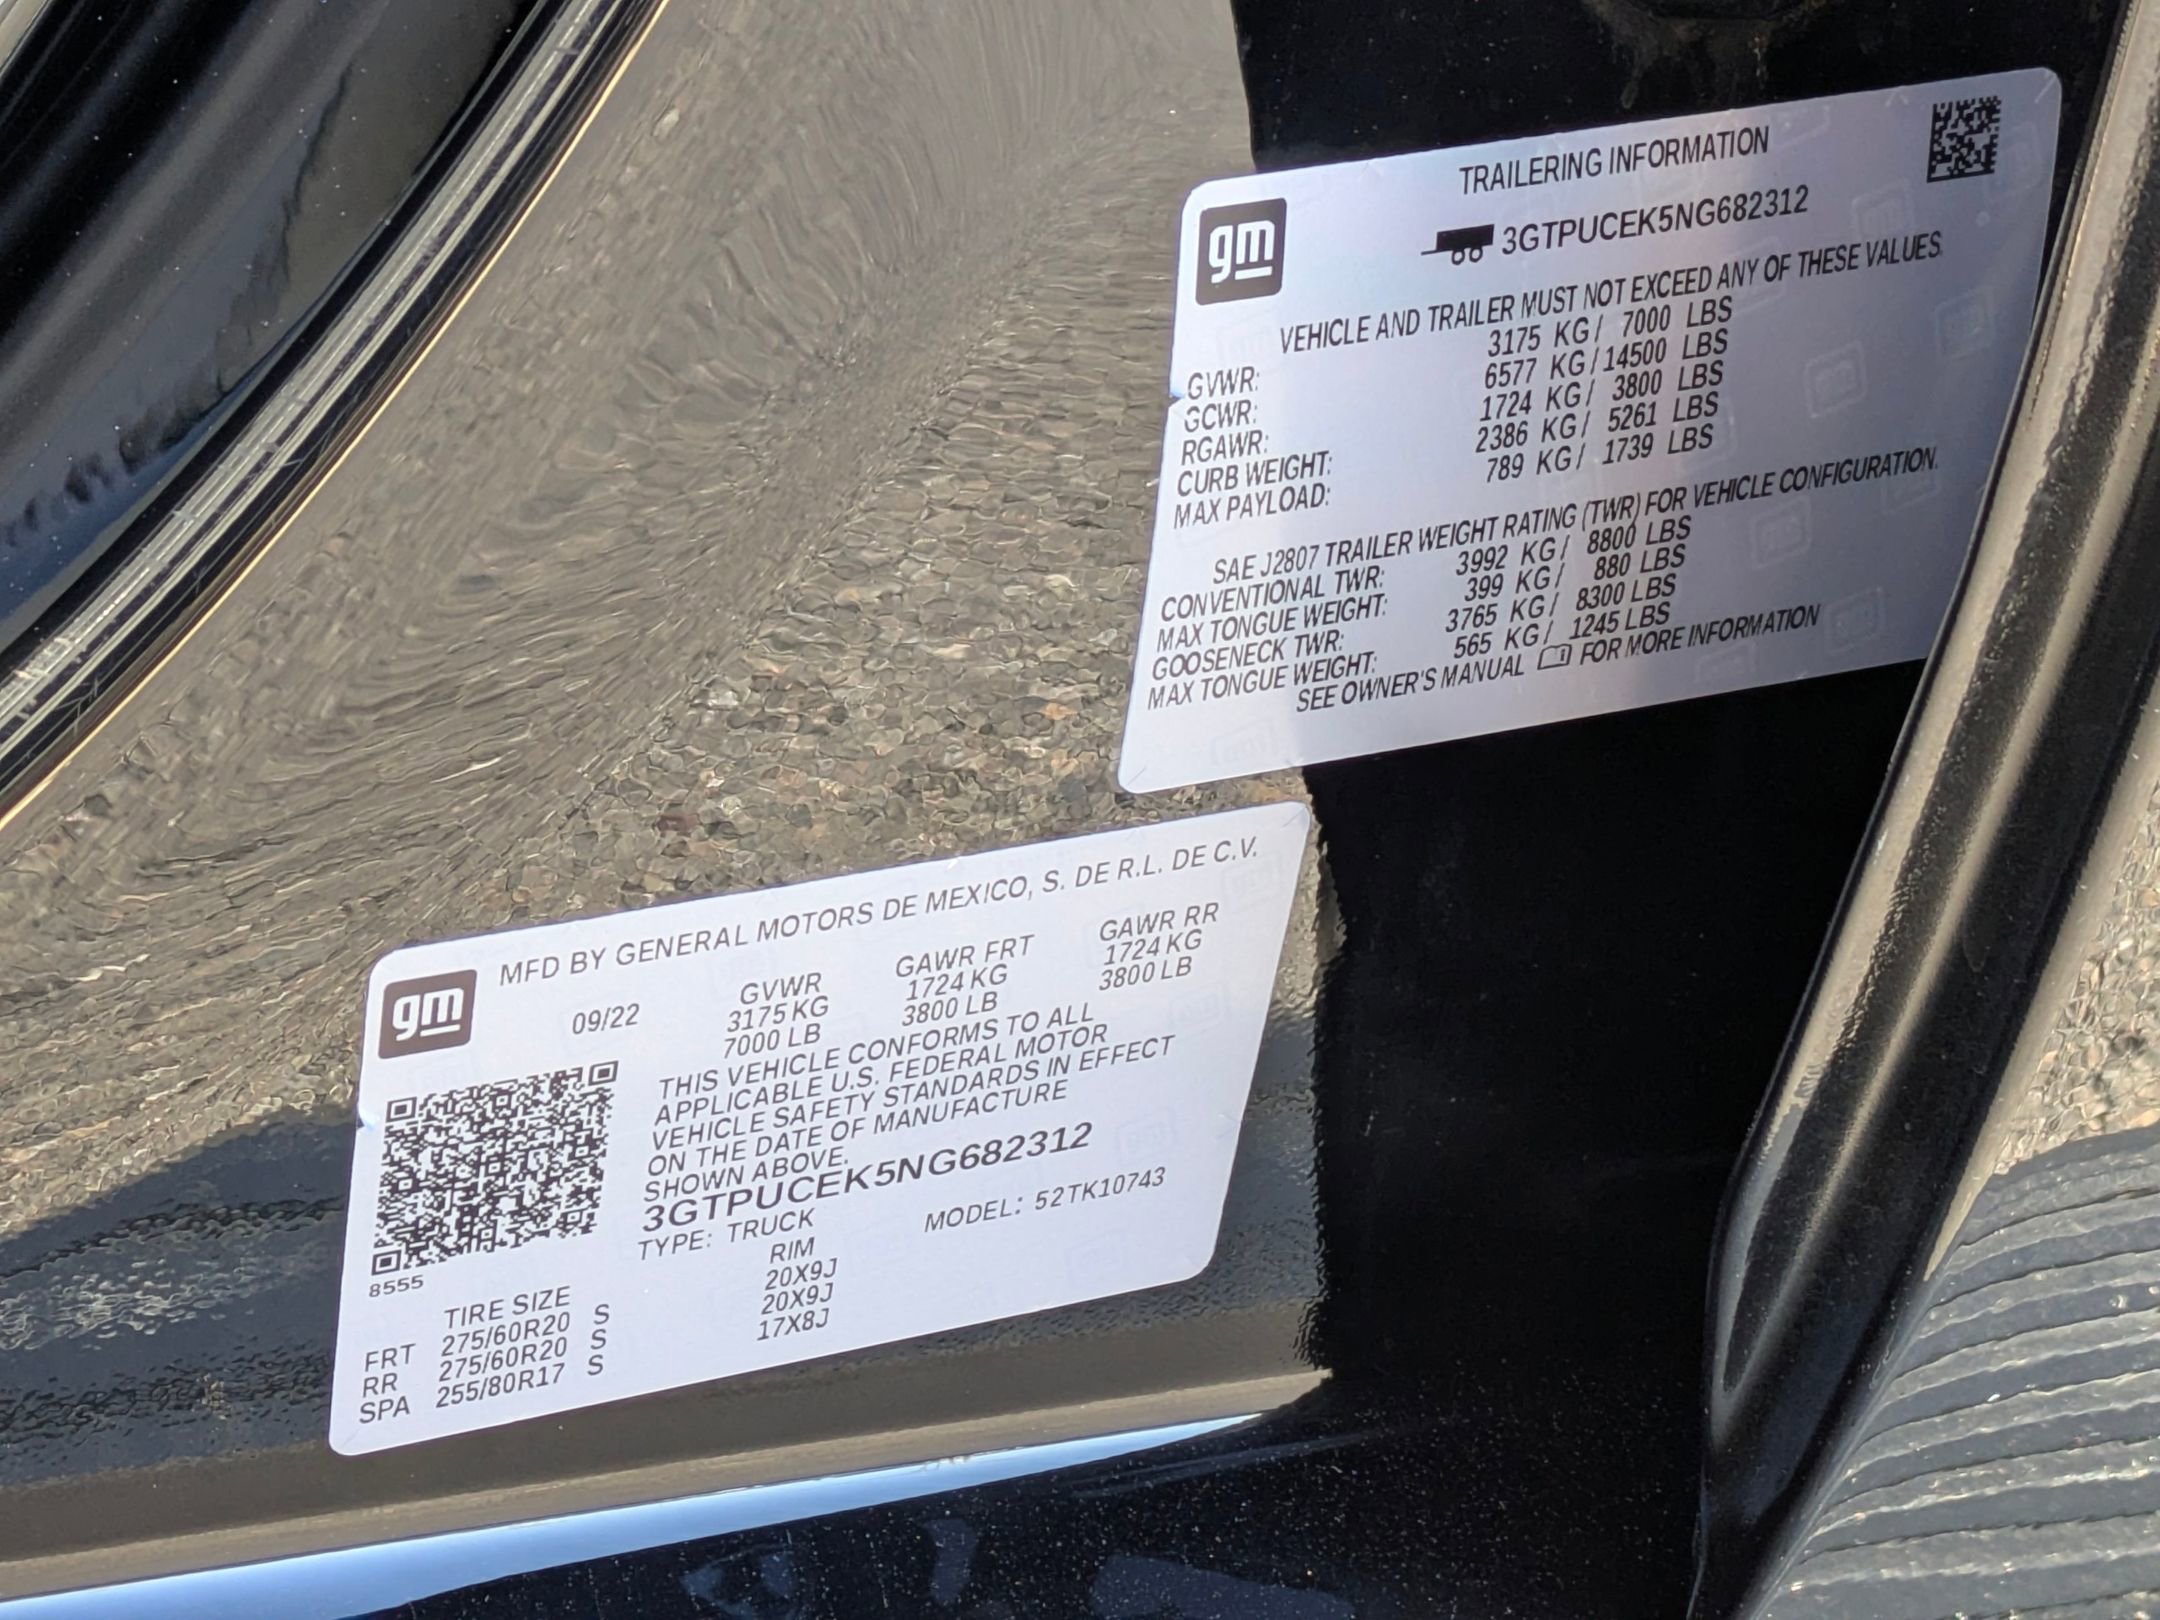 TRAILERING INFORMATION
gm
3GTPUCEK5NG682312
VEHICLE AND TRAILER MUST NOT EXCEED ANY OF THESE VALUES.
GVWR: 3175 KG/ 7000 LBS
GCWR: 6577 KG/14500 LBS
RGAWR: 1724 KG/ 3800 LBS
CURB WEIGHT: 2386 KG/ 5261 LBS
MAX PAYLOAD: 789 KG/ 1739 LBS
SAE J2807 TRAILER WEIGHT RATING (TWR) FOR VEHICLE CONFIGURATION.
CONVENTIONAL TWR: 3992 KG/ 8800 LBS
MAX TONGUE WEIGHT: 399 KG/ 880 LBS
GOOSENECK TWR: 3765 KG/ 8300 LBS
MAX TONGUE WEIGHT: 565 KG/ 1245 LBS
SEE OWNER'S MANUAL FOR MORE INFORMATION
gm
MFD BY GENERAL MOTORS DE MEXICO, S. DE R.L. DE C.V.
GVWR GAWR FRT GAWR RR
09/22 3175 KG 1724 KG 1724 KG
7000 LB 3800 LB 3800 LB
THIS VEHICLE CONFORMS TO ALL
APPLICABLE U.S. FEDERAL MOTOR
VEHICLE SAFETY STANDARDS IN EFFECT
ON THE DATE OF MANUFACTURE
SHOWN ABOVE.
3GTPUCEK5NG682312
TYPE: TRUCK MODEL: 52TK10743
8555
TIRE SIZE RIM
FRT 275/60R20 S 20X9J
RR 275/60R20 S 20X9J
SPA 255/80R17 S 17X8J